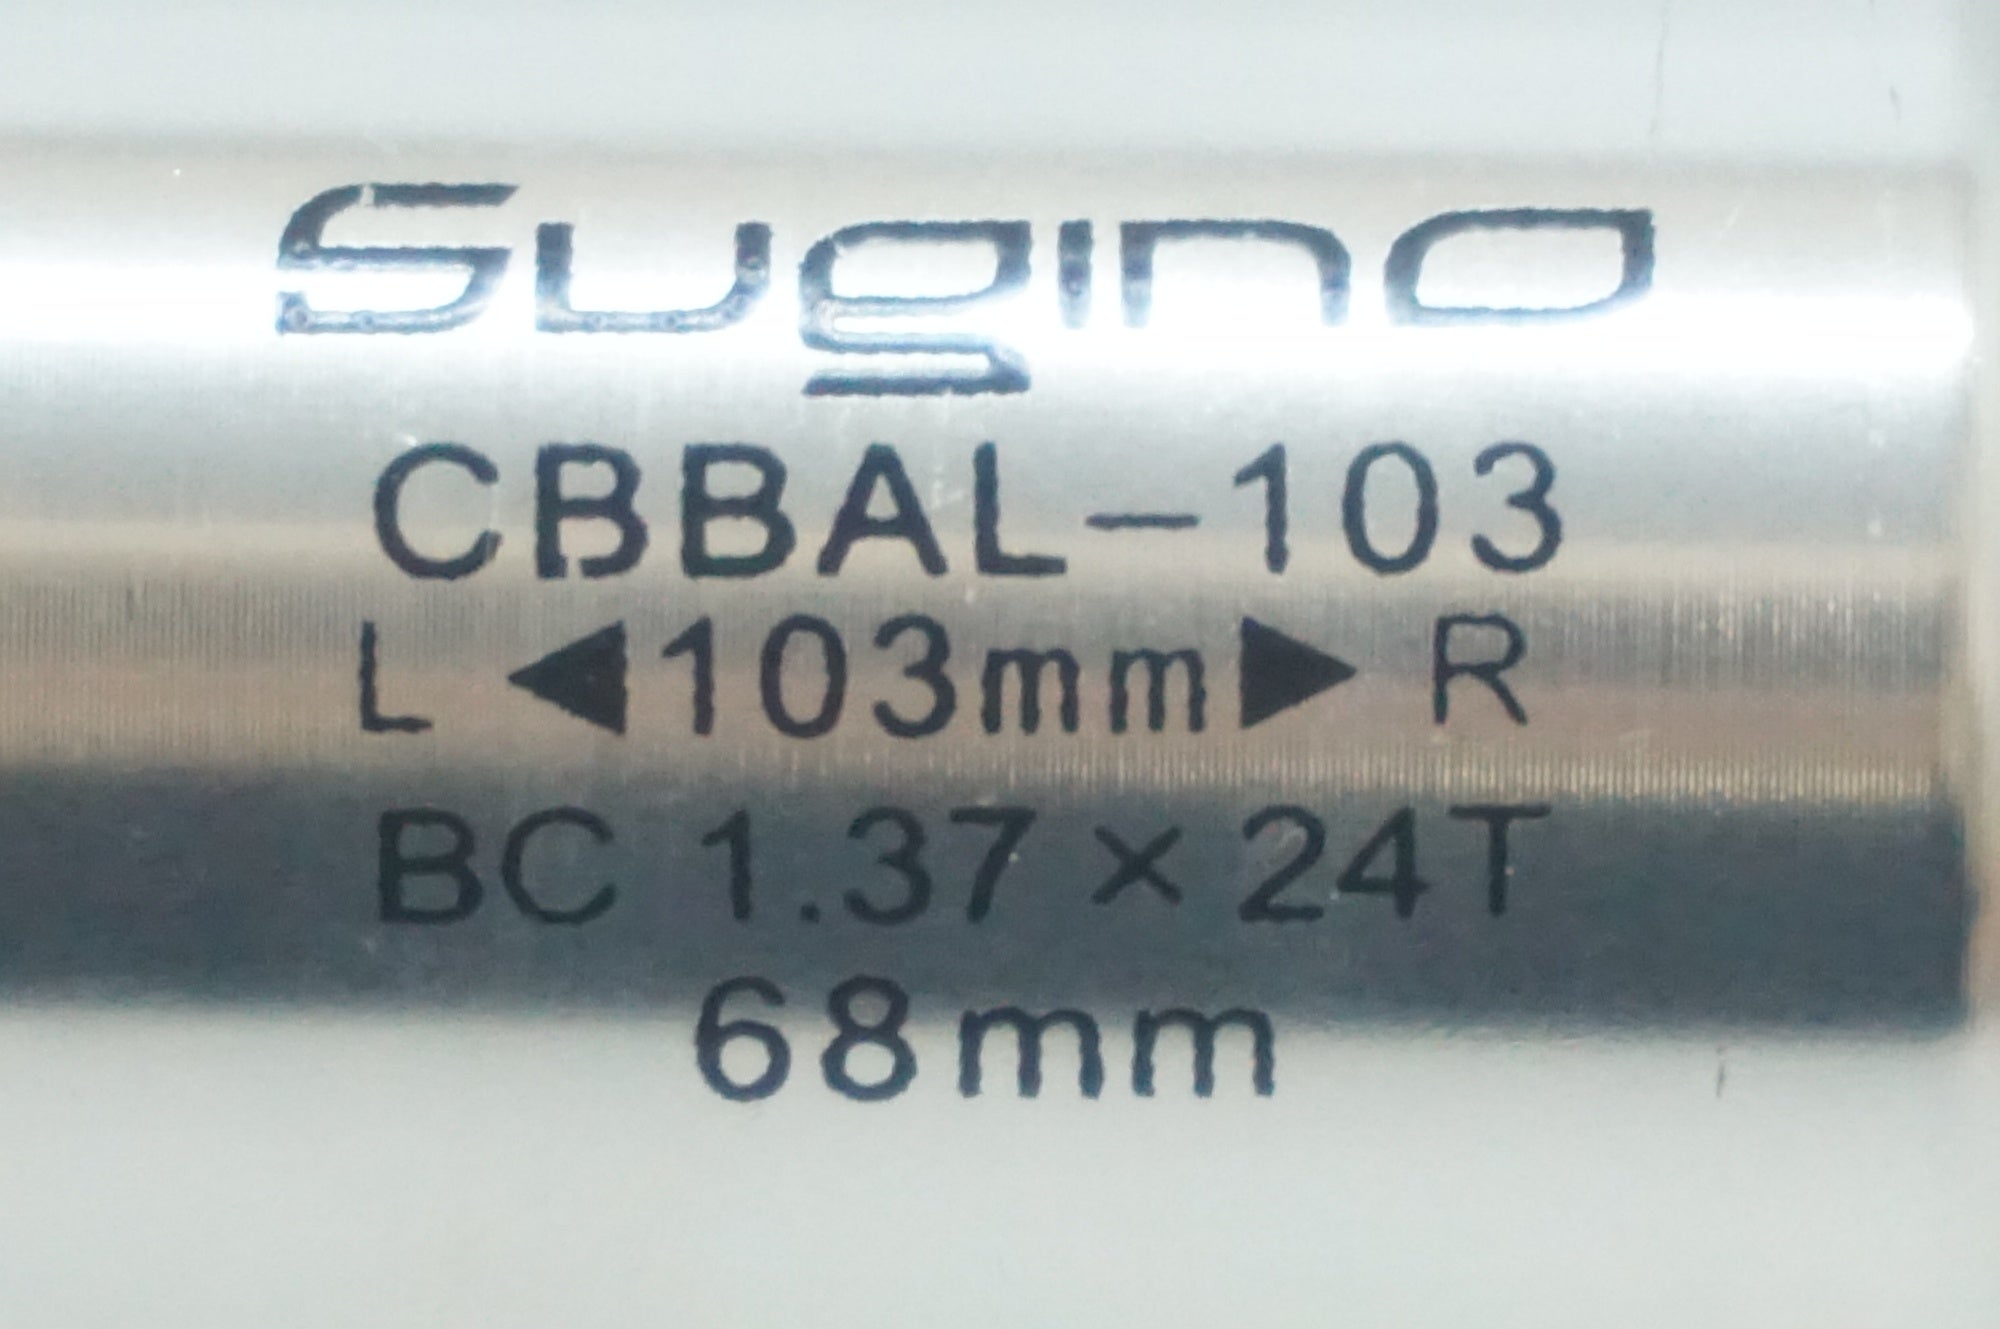 Sugino
CBBAL-103
L ◀103mm▶ R
BC 1.37 × 24T
68mm